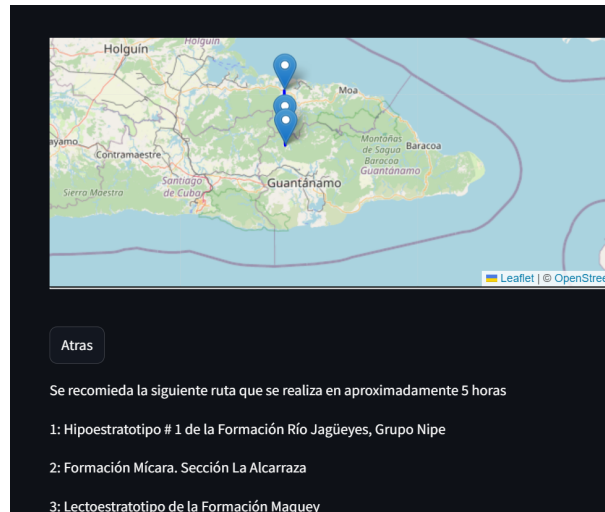 Holguín
Holguín
Moa
ayamo
Contramaestre
Montañas
de Sagua
Baracoa
Guantánamo
Baracoa
Sierra Maestra
Santiago
de Cuba
Guantánamo
Leaflet | © OpenStree
Atras
Se recomieda la siguiente ruta que se realiza en aproximadamente 5 horas
1: Hipoestratotipo # 1 de la Formación Río Jagüeyes, Grupo Nipe
2: Formación Mícara. Sección La Alcarraza
3: Lectoestratotipo de la Formación Maquey